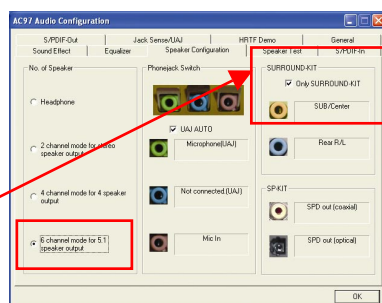 AC97 Audio Configuration
S/PDIF-Out
Jack Sense/UAJ
HRTF Demo
General
Sound Effect
Equalizer
Speaker Configuration
Speaker Test
S/PDIF-In
No. of Speaker
Headphone
2 channel mode for stereo
speaker output
4 channel mode for 4 speaker
output
6 channel mode for 5.1
speaker output
Phonejack Switch
UAJ AUTO
Microphone(UAJ)
Not connected.(UAJ)
Mic In
SURROUND-KIT
Only SURROUND-KIT
SUB/Center
Rear R/L
SP-KIT
SPD out (coaxial)
SPD out (optical)
OK